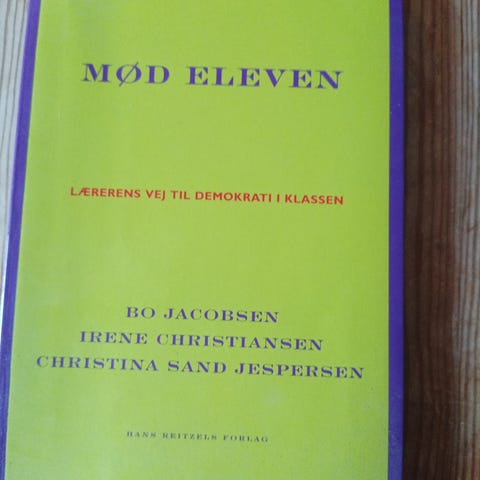 MØD ELEVEN
LÆRERENS VEJ TIL DEMOKRATI I KLASSEN
BO JACOBSEN
IRENE CHRISTIANSEN
CHRISTINA SAND JESPERSEN
HANS REITZELS FORLAG